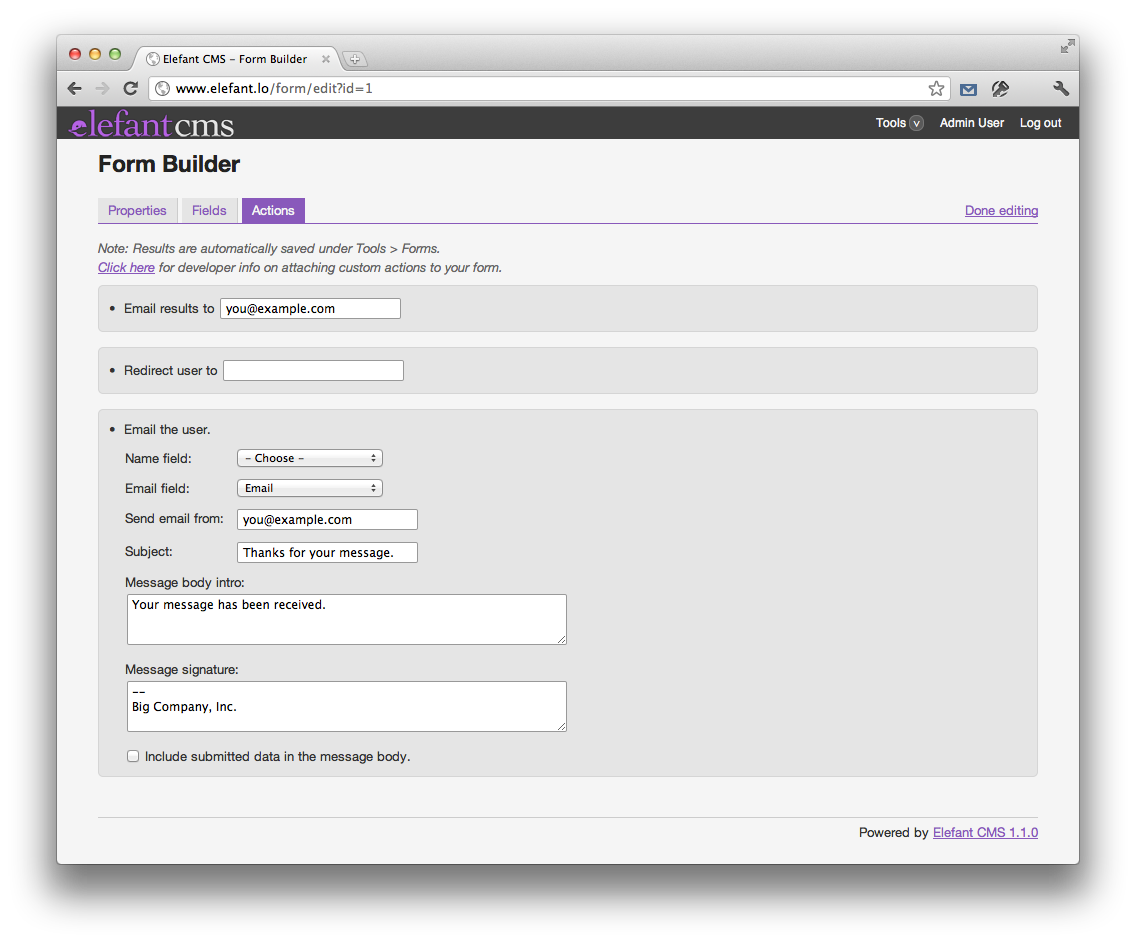 Elefant CMS – Form Builder
www.elefant.lo/form/edit?id=1
elefant cms
Tools v Admin User Log out
Form Builder
Properties Fields Actions Done editing
Note: Results are automatically saved under Tools > Forms.
Click here for developer info on attaching custom actions to your form.
• Email results to you@example.com
• Redirect user to
• Email the user.
Name field: – Choose –
Email field: Email
Send email from: you@example.com
Subject: Thanks for your message.
Message body intro:
Your message has been received.
Message signature:
--
Big Company, Inc.
Include submitted data in the message body.
Powered by Elefant CMS 1.1.0